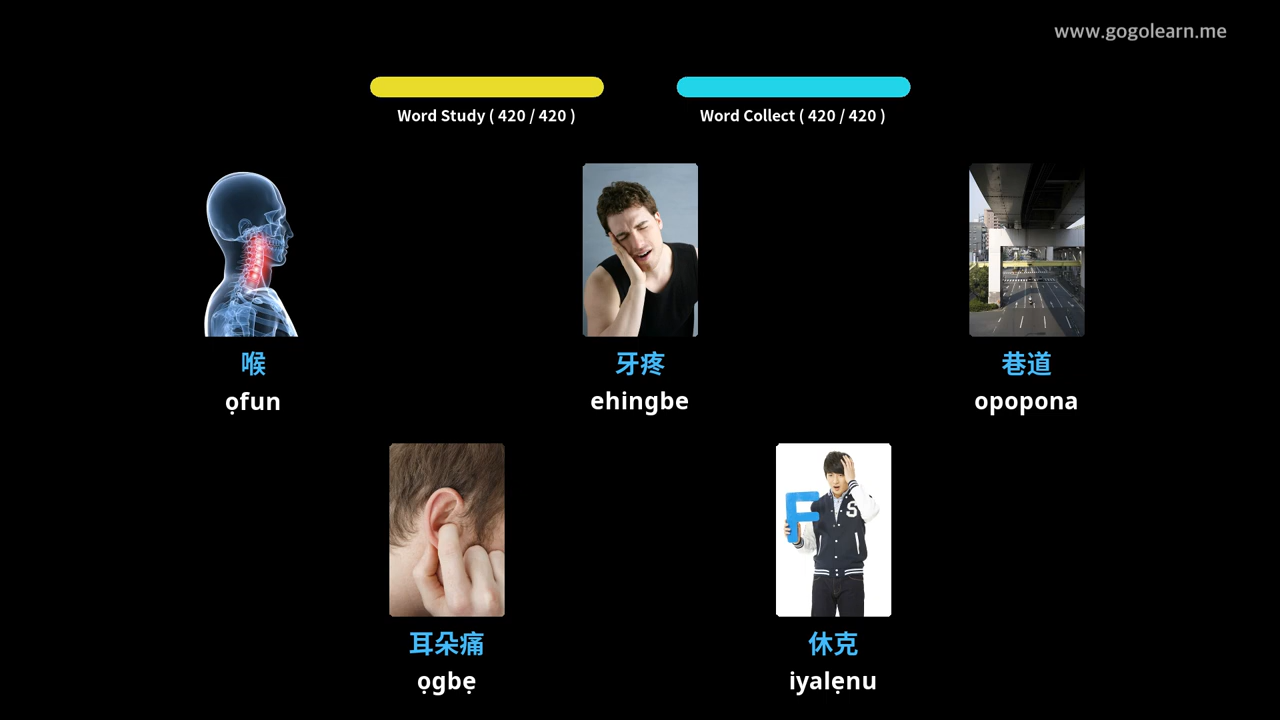 www.gogolearn.me
Word Study ( 420 / 420 )
Word Collect ( 420 / 420 )
喉
ọfun
牙疼
ehingbe
巷道
opopona
F
S
耳朵痛
ọgbẹ
休克
iyalẹnu